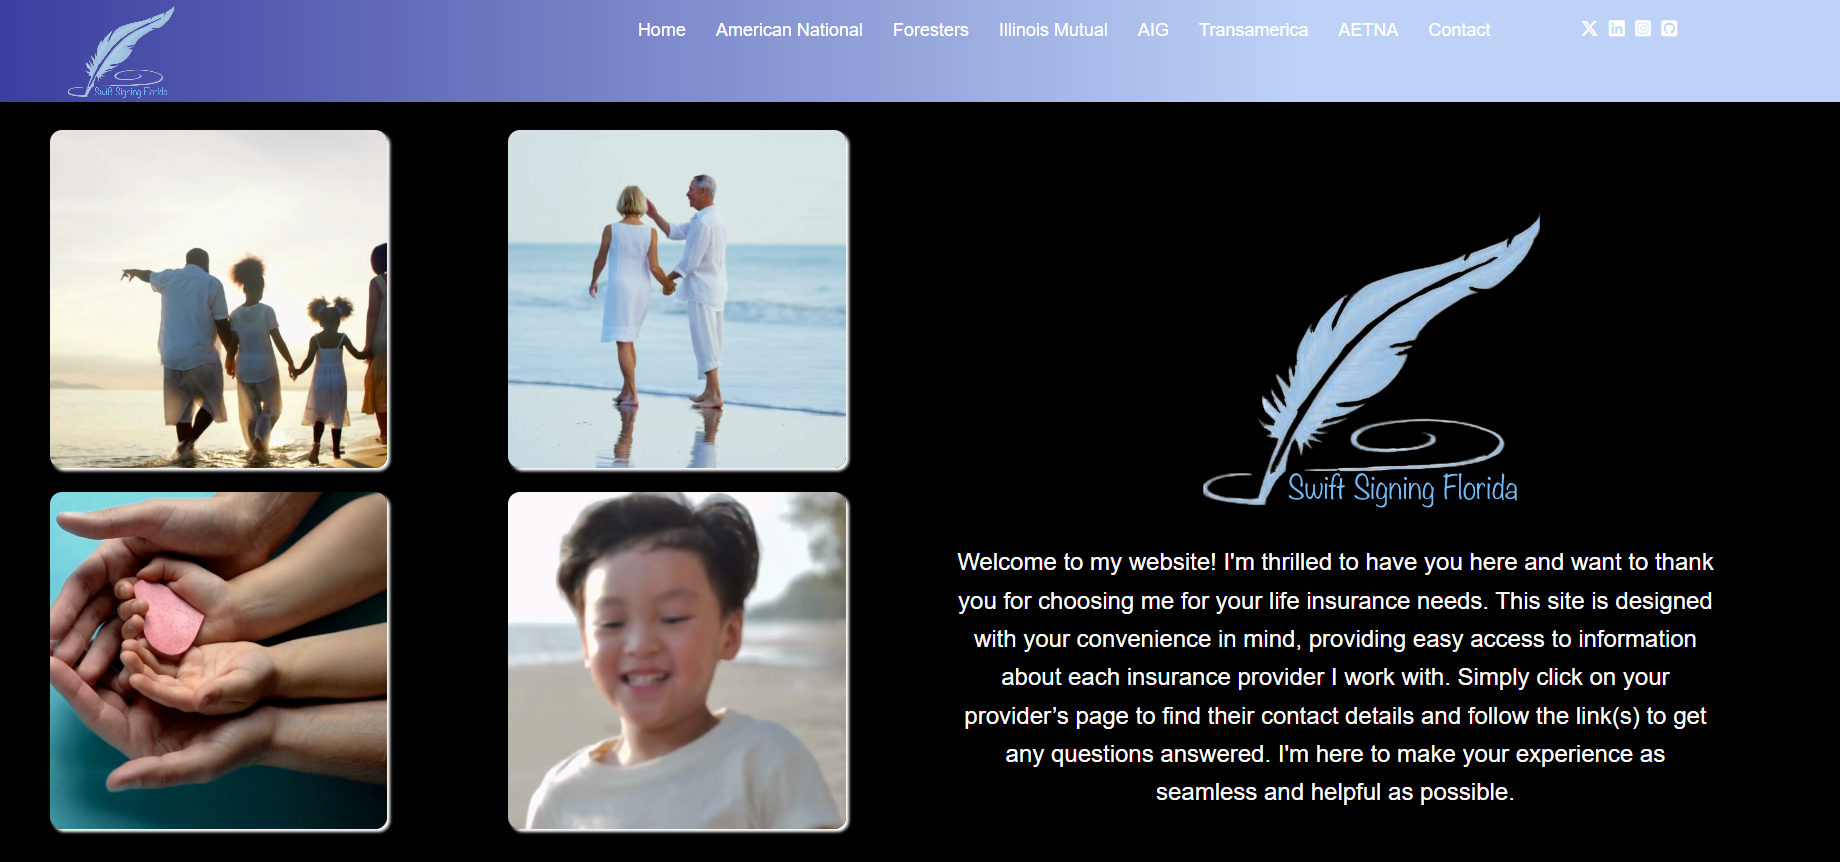 Swift Signing Florida
Home American National Foresters Illinois Mutual AIG Transamerica AETNA Contact
Swift Signing Florida
Welcome to my website! I'm thrilled to have you here and want to thank
you for choosing me for your life insurance needs. This site is designed
with your convenience in mind, providing easy access to information
about each insurance provider I work with. Simply click on your
provider’s page to find their contact details and follow the link(s) to get
any questions answered. I'm here to make your experience as
seamless and helpful as possible.